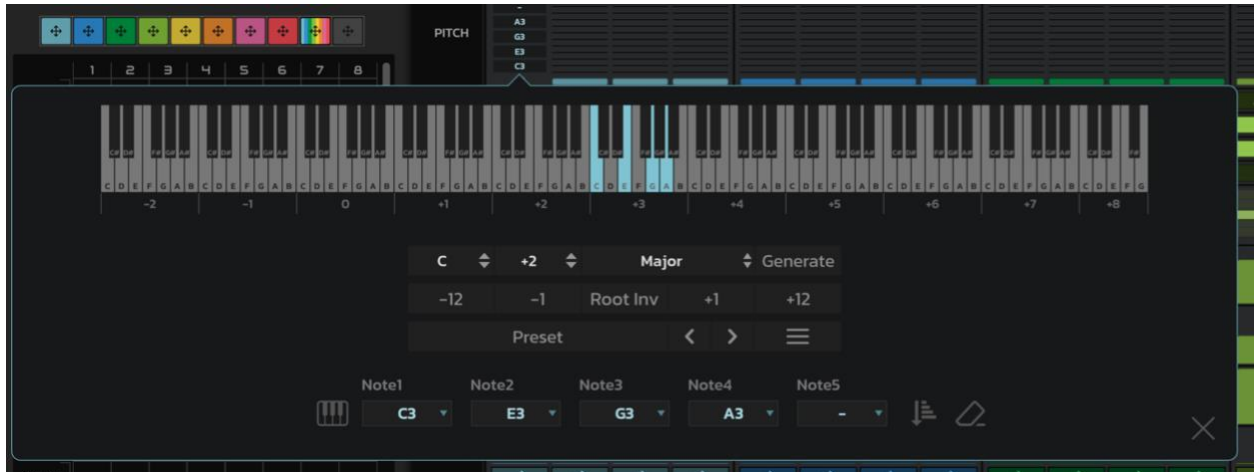 -
A3
PITCH
G3
E3
C3
1 2 3 4 5 6 7 8
C# D# F# G# A# C# D# F# G# A# C# D# F# G# A# C# D# F# G# A# C# D# F# G# A# C# D# F# G# A# C# D# F# G# A# C# D# F# G# A# C# D# F# G# A# C# D# F# G# A# C# D# F#
C D E F G A B C D E F G A B C D E F G A B C D E F G A B C D E F G A B C D E F G A B C D E F G A B C D E F G A B C D E F G A B C D E F G A B C D E F G
-2 -1 0 +1 +2 +3 +4 +5 +6 +7 +8
C +2 Major Generate
-12 -1 Root Inv +1 +12
Preset
Note1 Note2 Note3 Note4 Note5
C3 E3 G3 A3 -